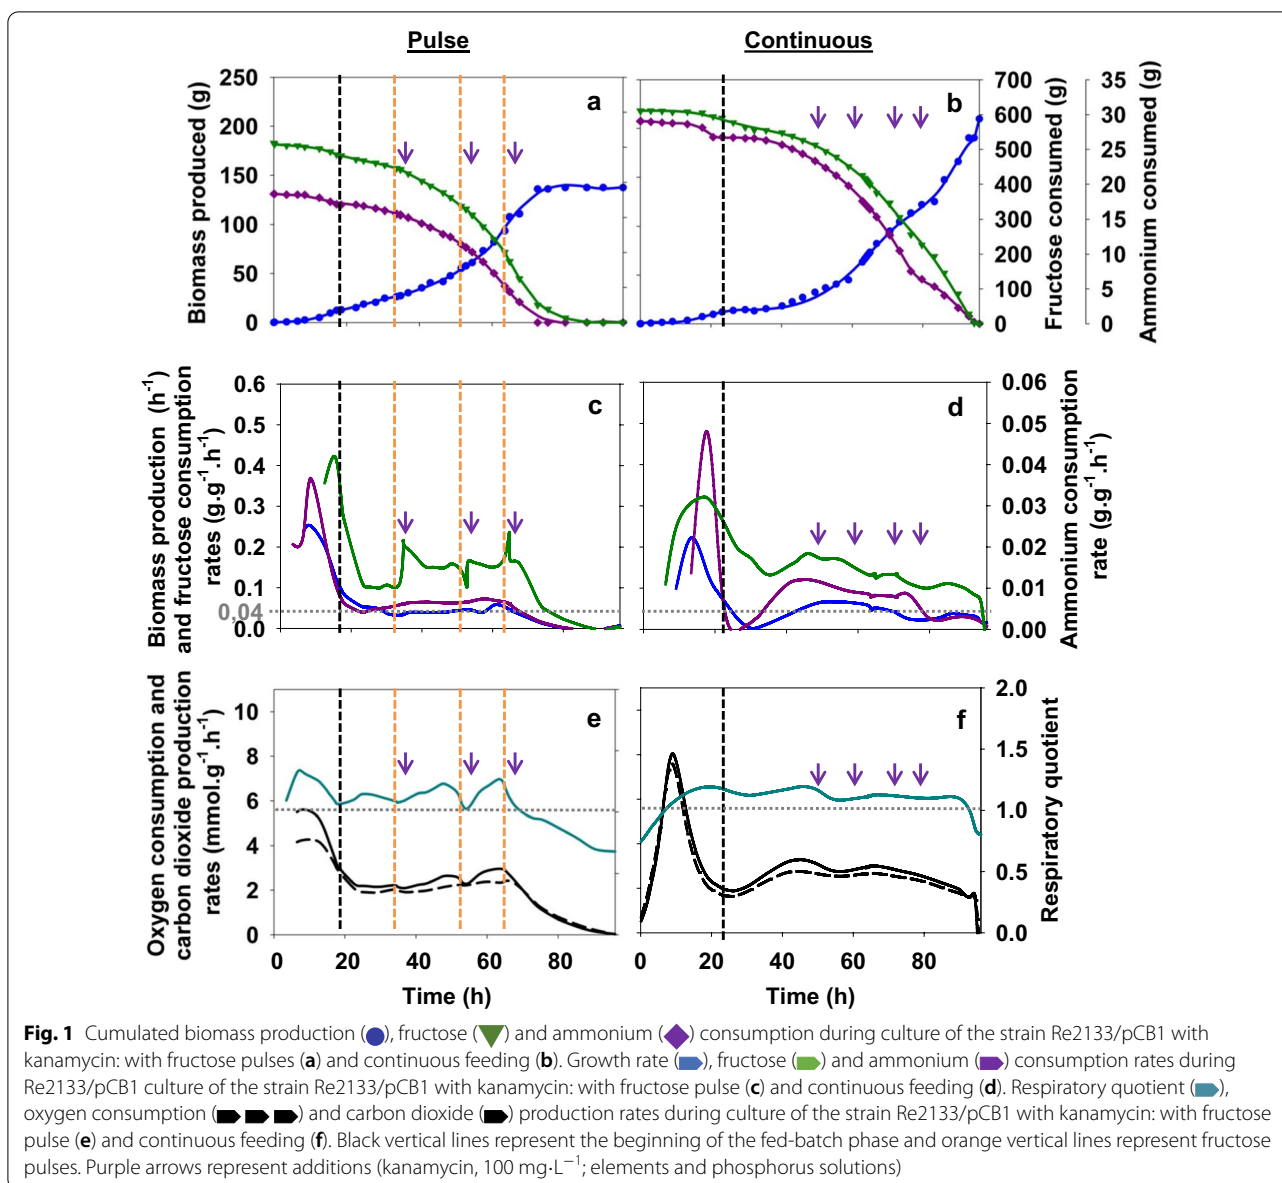 Pulse
Continuous
250
200
150
100
50
0
Biomass produced (g)
a
b
700
600
500
400
300
200
100
0
Fructose consumed (g)
35
30
25
20
15
10
5
0
Ammonium consumed (g)
0.6
0.5
0.4
0.3
0.2
0.1
0.04
0.0
Biomass production (h-1)
and fructose consumption
rates (g.g-1.h-1)
c
d
0.06
0.05
0.04
0.03
0.02
0.01
0.00
Ammonium consumption
rate (g.g-1.h-1)
10
8
6
4
2
0
Oxygen consumption and
carbon dioxide production
rates (mmol.g-1.h-1)
e
f
2.0
1.5
1.0
0.5
0.0
Respiratory quotient
0 20 40 60 80
0 20 40 60 80
Time (h)
Time (h)
Fig. 1 Cumulated biomass production (●), fructose (▼) and ammonium (◆) consumption during culture of the strain Re2133/pCB1 with
kanamycin: with fructose pulses (a) and continuous feeding (b). Growth rate ( ), fructose ( ) and ammonium ( ) consumption rates during
Re2133/pCB1 culture of the strain Re2133/pCB1 with kanamycin: with fructose pulse (c) and continuous feeding (d). Respiratory quotient ( ),
oxygen consumption ( ) and carbon dioxide ( ) production rates during culture of the strain Re2133/pCB1 with kanamycin: with fructose
pulse (e) and continuous feeding (f). Black vertical lines represent the beginning of the fed-batch phase and orange vertical lines represent fructose
pulses. Purple arrows represent additions (kanamycin, 100 mg·L−1; elements and phosphorus solutions)